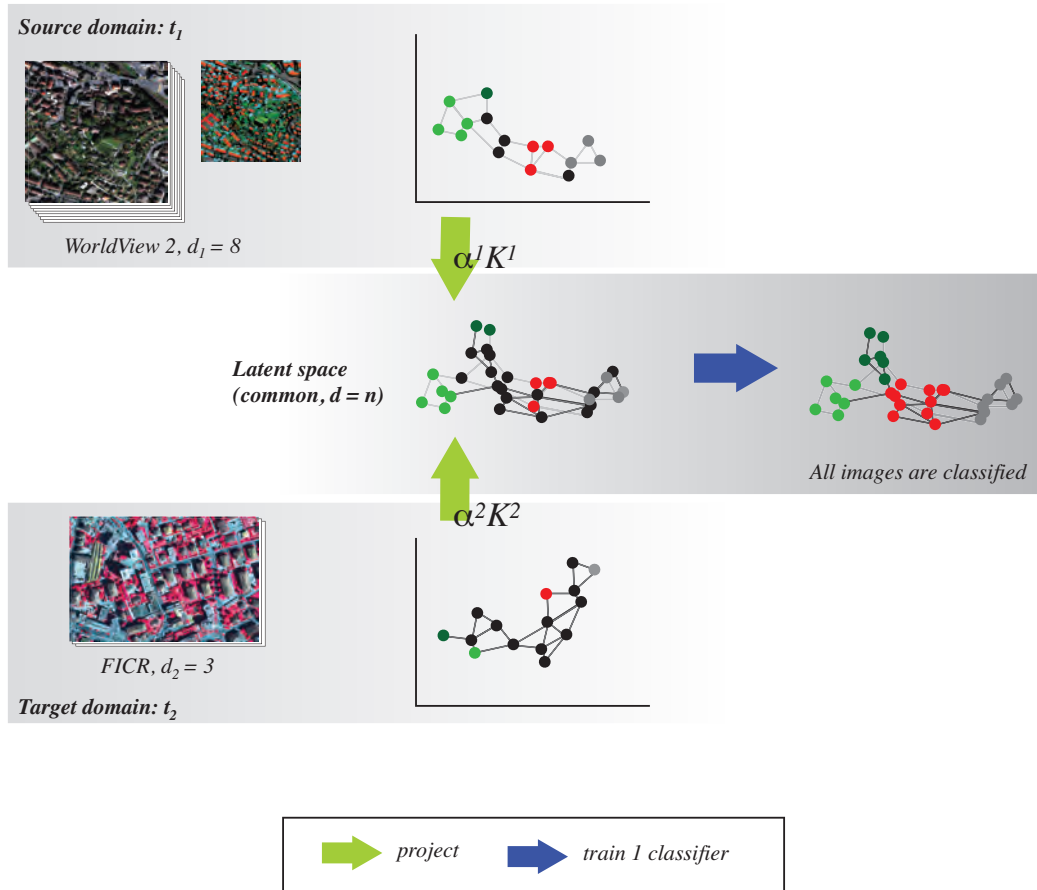 Source domain: t1
WorldView 2, d1 = 8
α1K1
Latent space
(common, d = n)
All images are classified
α2K2
FICR, d2 = 3
Target domain: t2
project
train 1 classifier